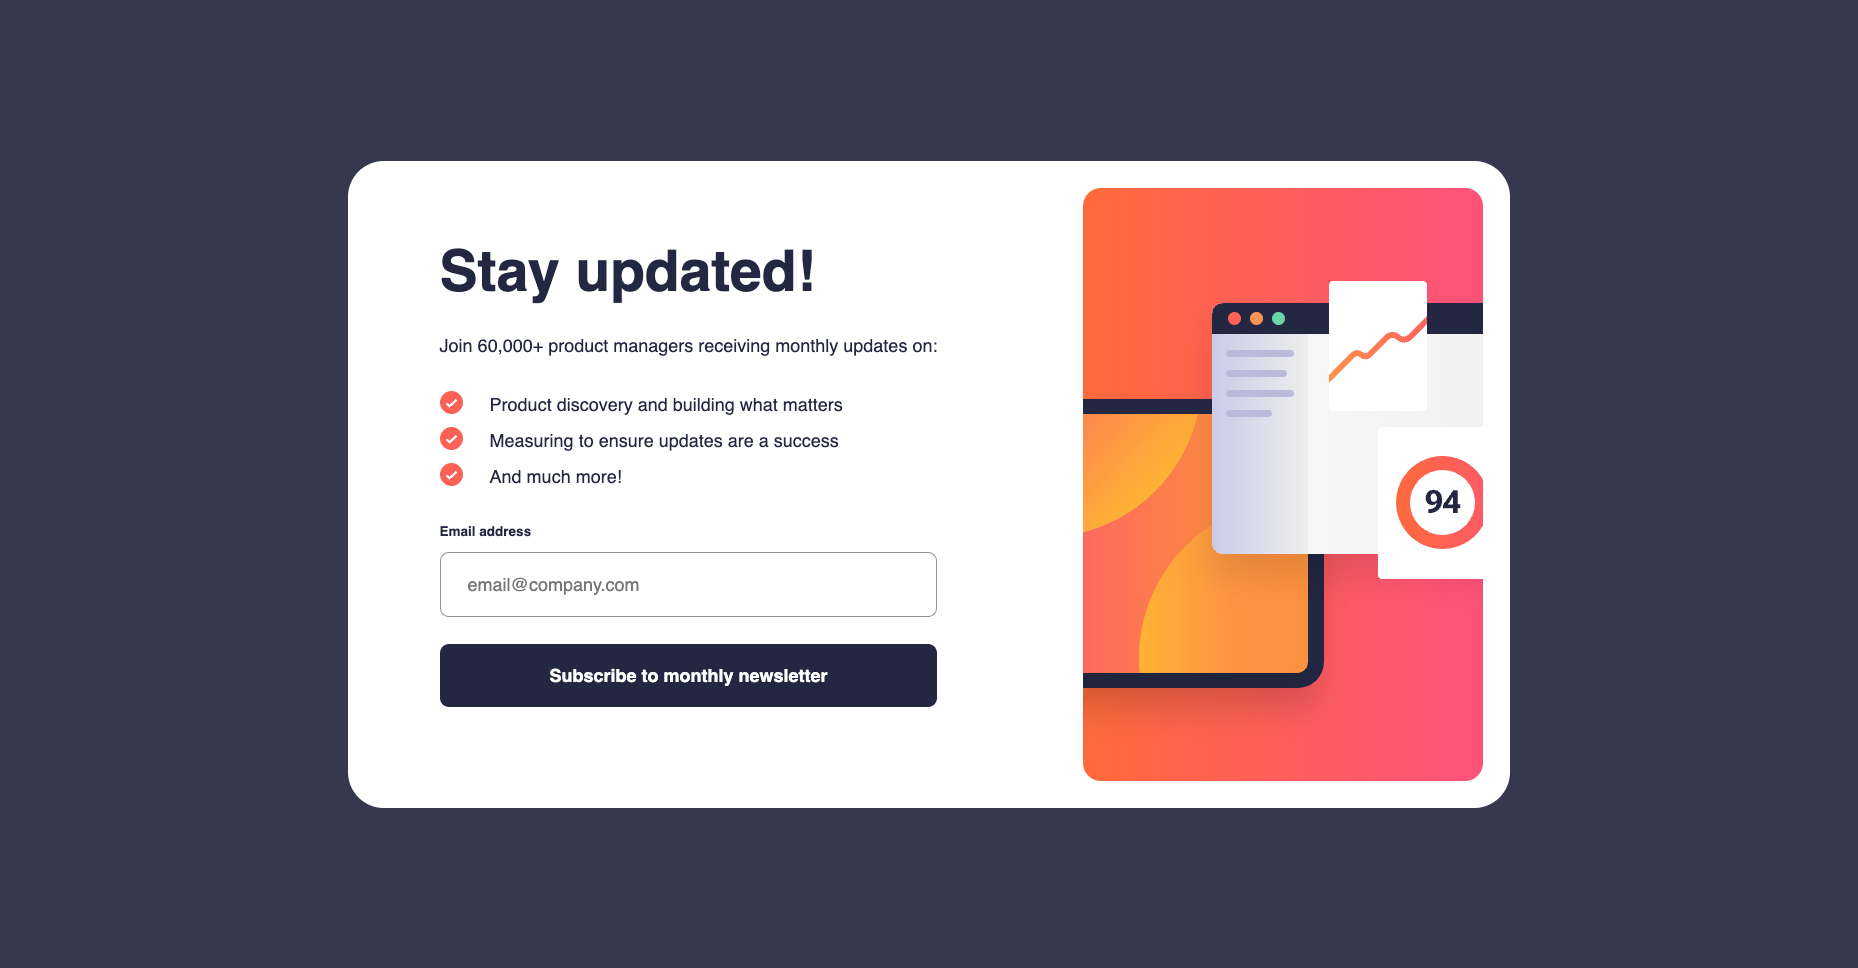 Stay updated!
Join 60,000+ product managers receiving monthly updates on:
Product discovery and building what matters
Measuring to ensure updates are a success
And much more!
Email address
email@company.com
Subscribe to monthly newsletter
94